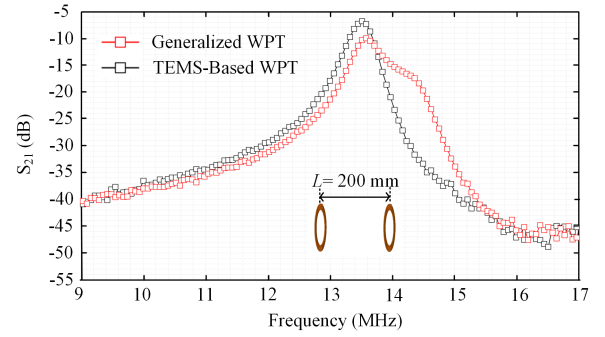 -5
-10
-15
-20
-25
-30
-35
-40
-45
-50
-55
S21 (dB)
Generalized WPT
TEMS-Based WPT
L= 200 mm
9 10 11 12 13 14 15 16 17
Frequency (MHz)